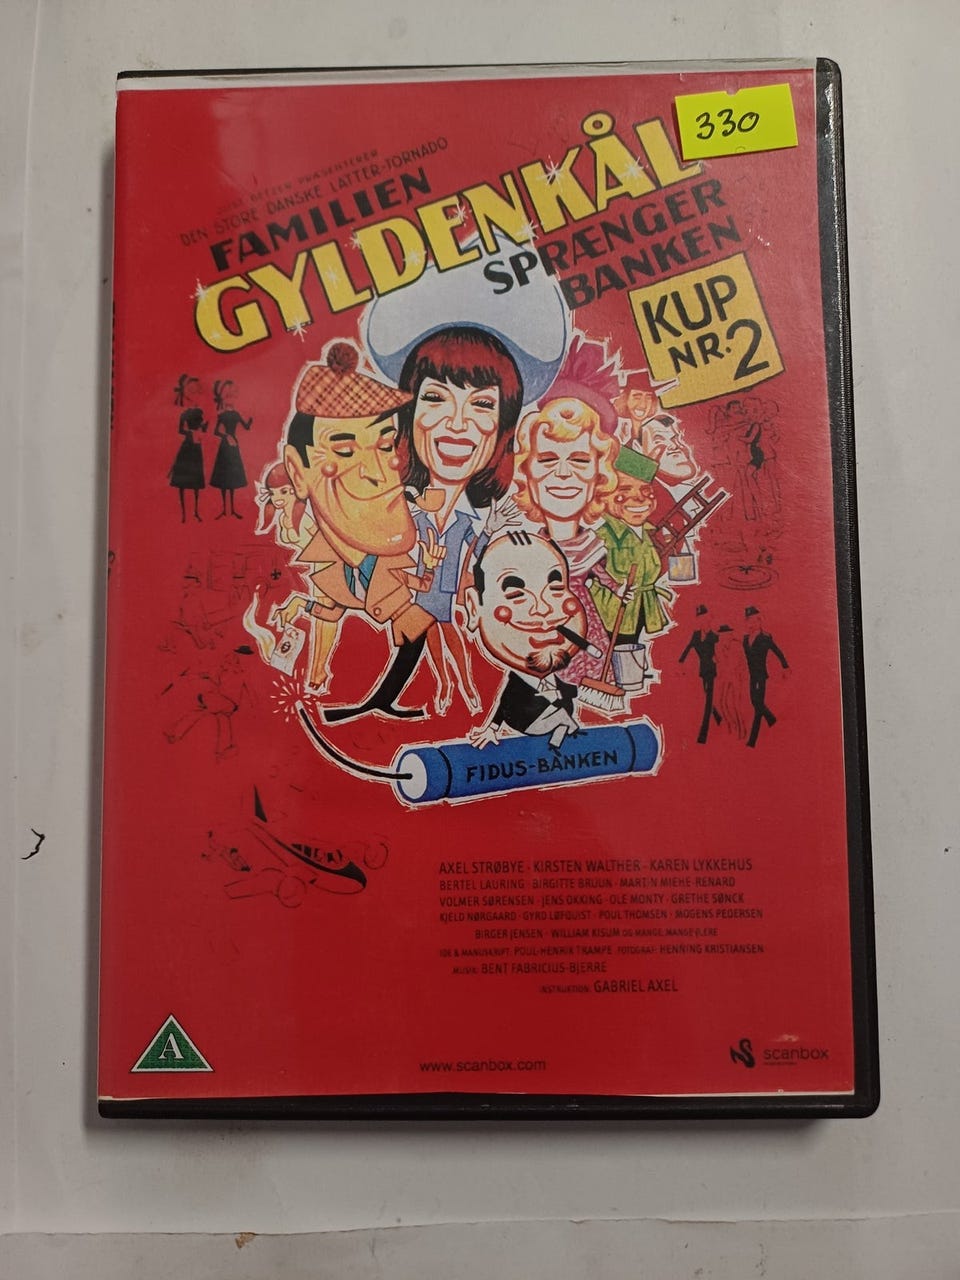 330
PRÆSENTERER
DEN STORE DANSKE LATTER-TORNADO
FAMILIEN
GYLDENKÅL
SPRÆNGER
BANKEN
KUP
NR. 2
FIDUS-BANKEN
AXEL STRØBYE · KIRSTEN WALTHER · KAREN LYKKEHUS
BERTEL LAURING · BIRGITTE BRUUN · MARTIN MIEHE-RENARD
VOLMER SØRENSEN · JENS OKKING · OLE MONTY · GRETHE SØNCK
KJELD NØRGAARD · GYRD LØFQUIST · POUL THOMSEN · MOGENS PEDERSEN
BIRGER JENSEN · WILLIAM KISUM OG MANGE, MANGE FLERE
IDE & MANUSKRIPT: POUL-HENRIK TRAMPE FOTOGRAF: HENNING KRISTIANSEN
MUSIK: BENT FABRICIUS-BJERRE
INSTRUKTION: GABRIEL AXEL
A
www.scanbox.com
scanbox